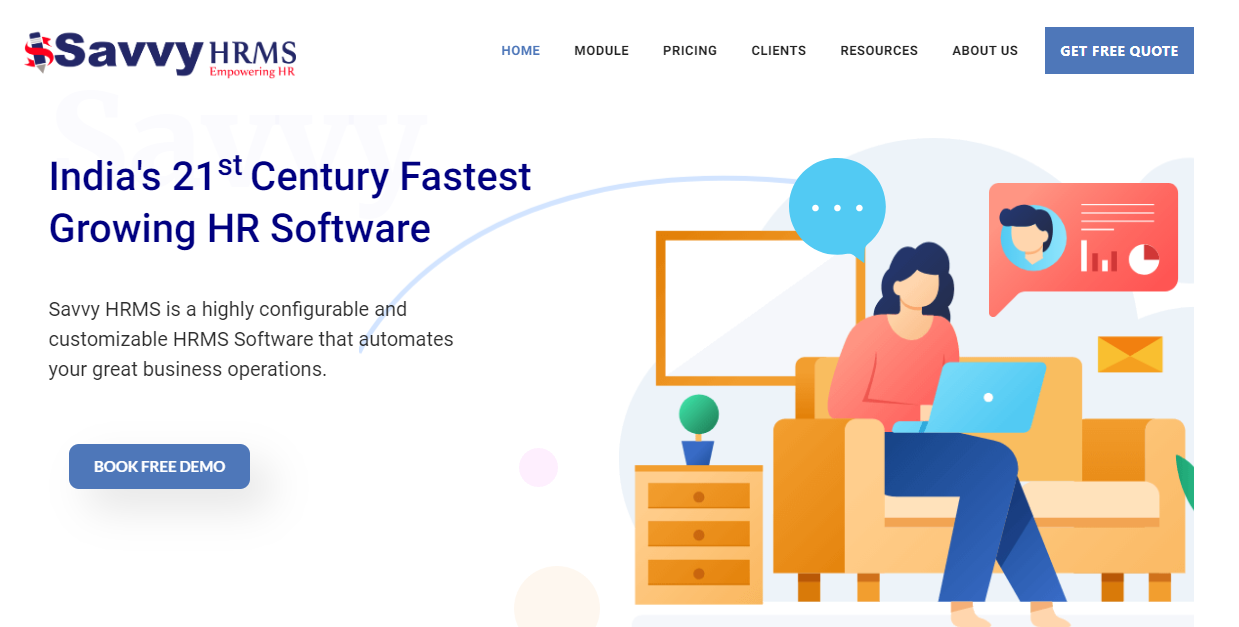 Savvy HRMS
Empowering HR
HOME MODULE PRICING CLIENTS RESOURCES ABOUT US GET FREE QUOTE
Savvy
India's 21st Century Fastest
Growing HR Software
Savvy HRMS is a highly configurable and
customizable HRMS Software that automates
your great business operations.
BOOK FREE DEMO